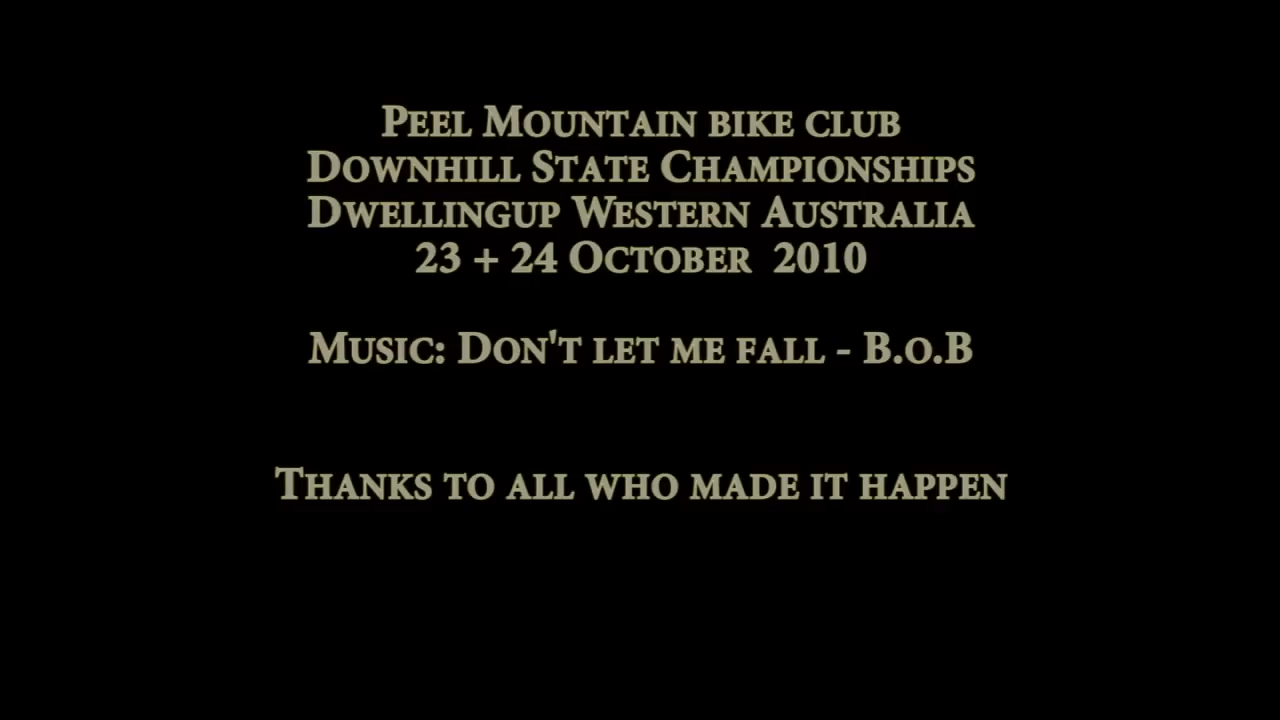 Peel Mountain bike club
Downhill State Championships
Dwellingup Western Australia
23 + 24 October 2010
Music: Don't let me fall - B.o.B
Thanks to all who made it happen